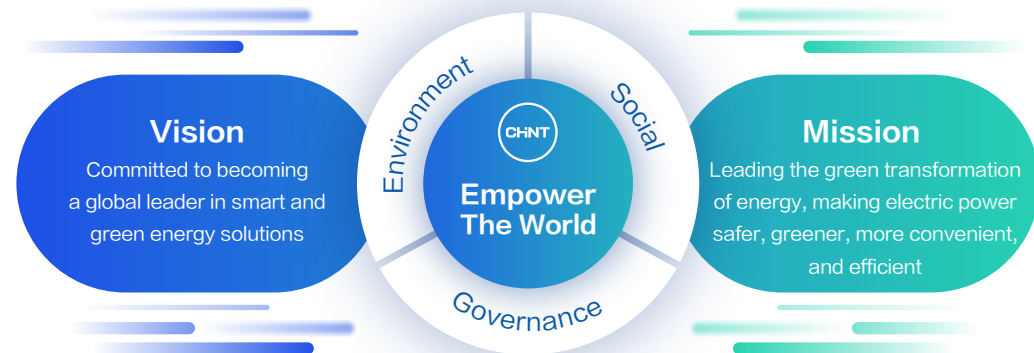 Vision
Committed to becoming
a global leader in smart and
green energy solutions
Environment
Social
Governance
CHNT
Empower
The World
Mission
Leading the green transformation
of energy, making electric power
safer, greener, more convenient,
and efficient